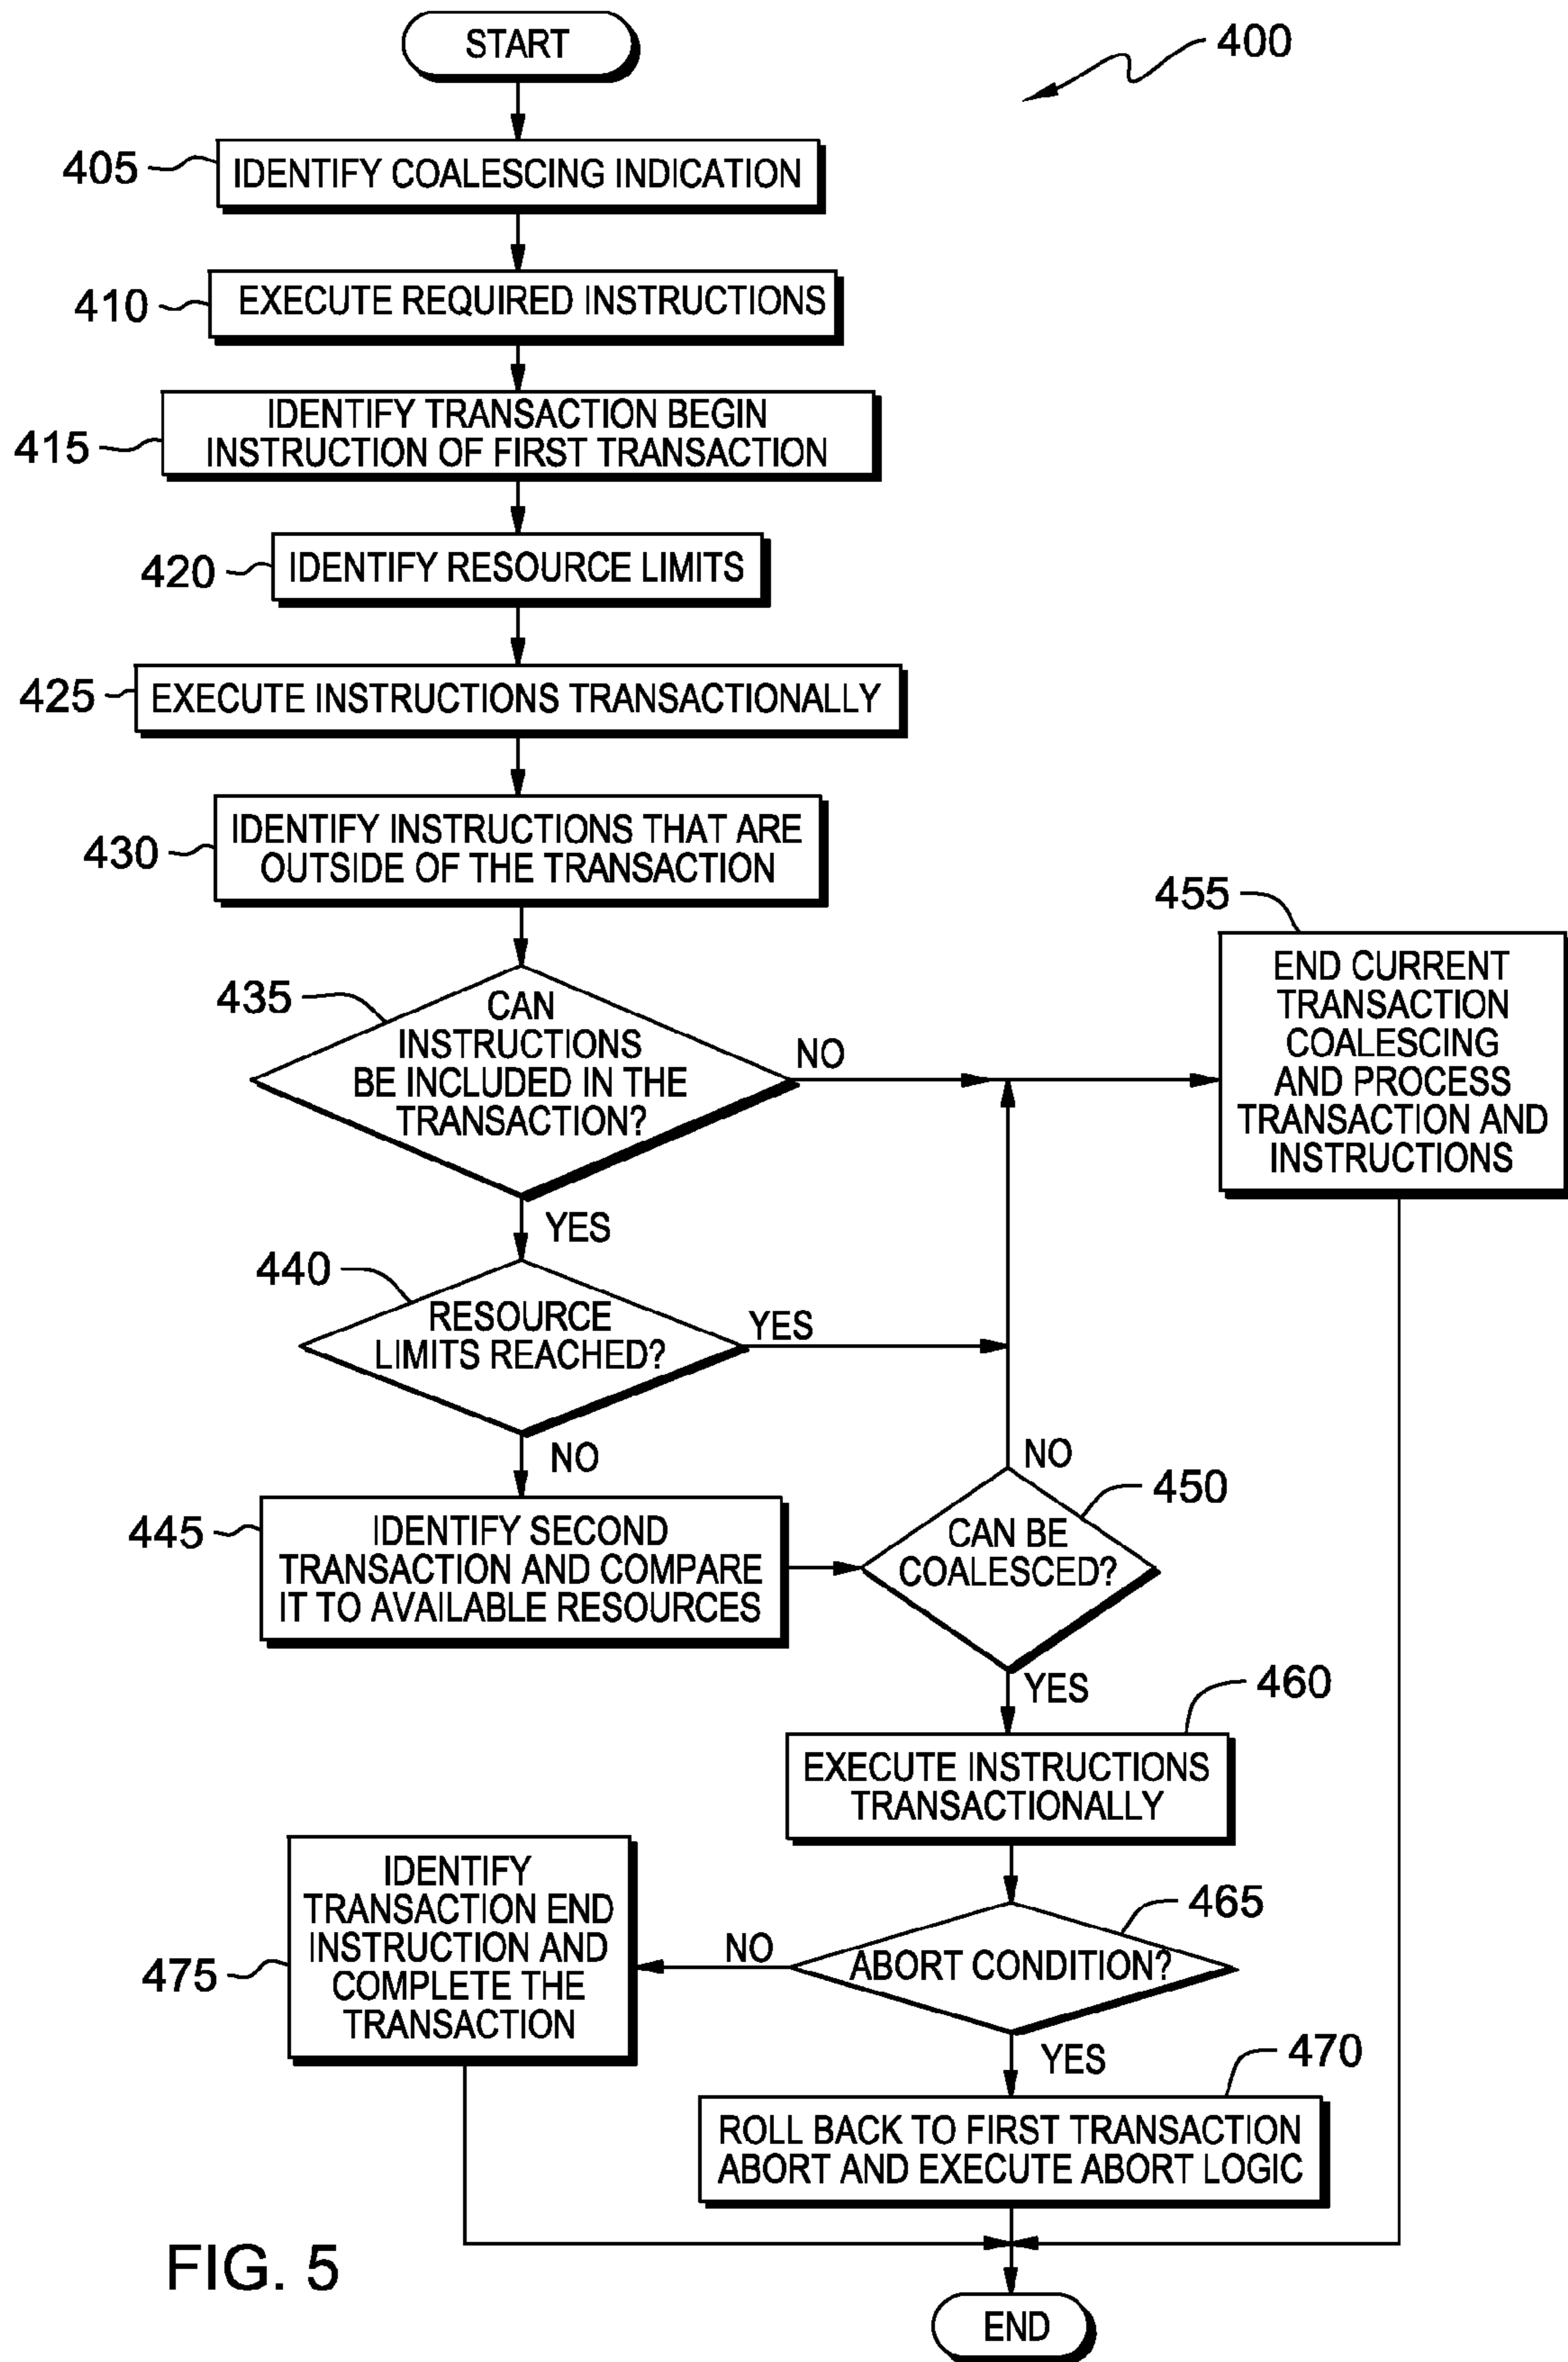 START
400
405
IDENTIFY COALESCING INDICATION
410
EXECUTE REQUIRED INSTRUCTIONS
415
IDENTIFY TRANSACTION BEGIN
INSTRUCTION OF FIRST TRANSACTION
420
IDENTIFY RESOURCE LIMITS
425
EXECUTE INSTRUCTIONS TRANSACTIONALLY
430
IDENTIFY INSTRUCTIONS THAT ARE
OUTSIDE OF THE TRANSACTION
435
CAN
INSTRUCTIONS
BE INCLUDED IN THE
TRANSACTION?
NO
YES
455
END CURRENT
TRANSACTION
COALESCING
AND PROCESS
TRANSACTION AND
INSTRUCTIONS
440
RESOURCE
LIMITS REACHED?
YES
NO
445
IDENTIFY SECOND
TRANSACTION AND COMPARE
IT TO AVAILABLE RESOURCES
450
CAN BE
COALESCED?
NO
YES
460
EXECUTE INSTRUCTIONS
TRANSACTIONALLY
465
ABORT CONDITION?
NO
YES
475
IDENTIFY
TRANSACTION END
INSTRUCTION AND
COMPLETE THE
TRANSACTION
470
ROLL BACK TO FIRST TRANSACTION
ABORT AND EXECUTE ABORT LOGIC
END
FIG. 5